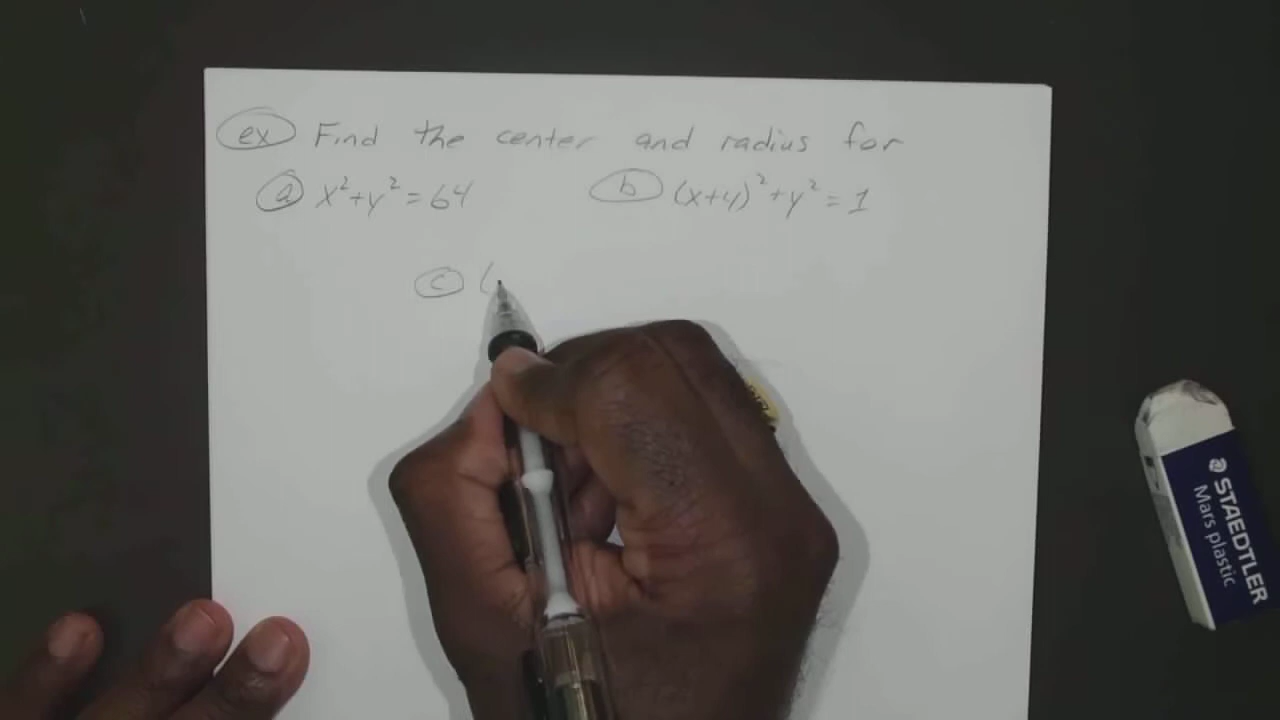 ex Find the center and radius for
a x²+y²=64 b (x+4)²+y²=1
c (
STAEDTLER
Mars plastic